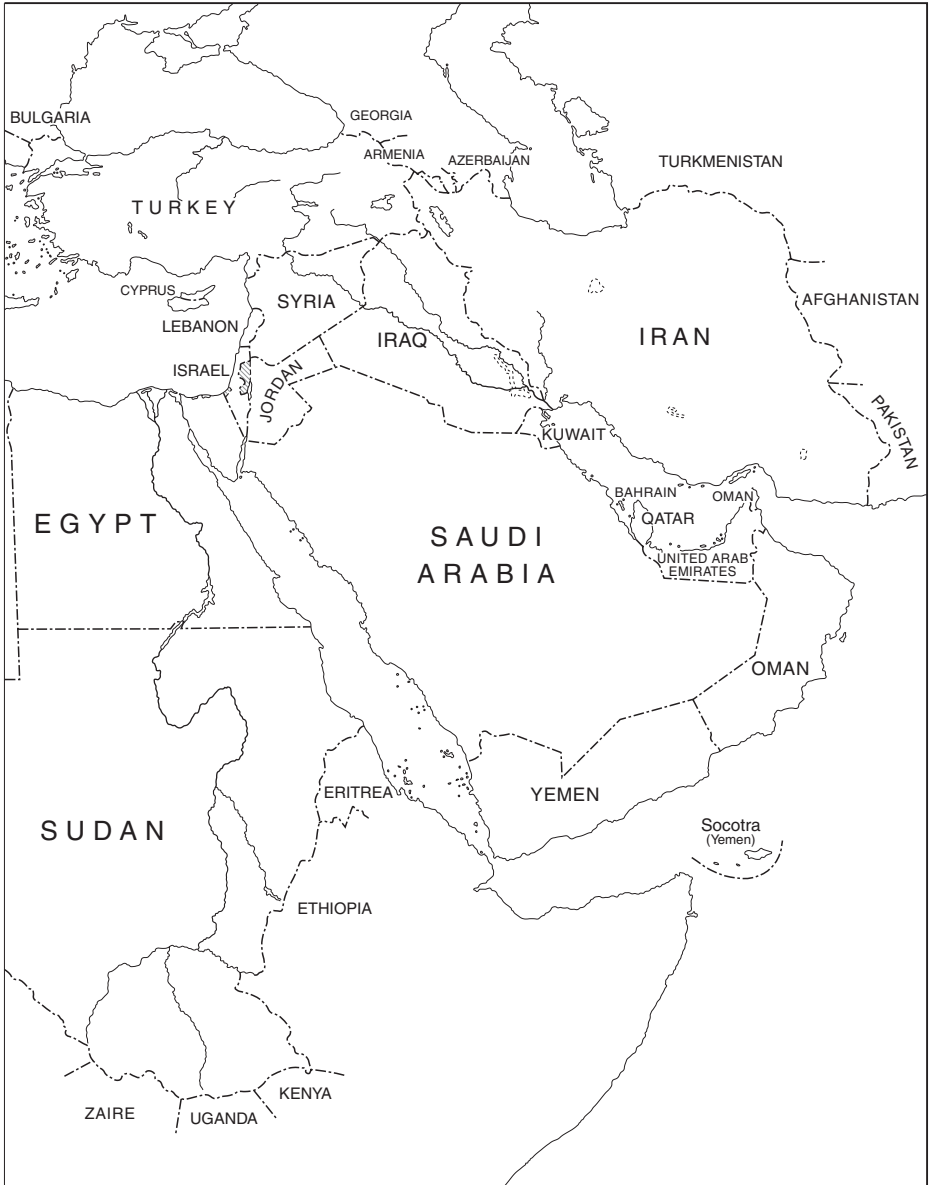 BULGARIA
GEORGIA
ARMENIA
AZERBAIJAN
TURKMENISTAN
TURKEY
CYPRUS
SYRIA
AFGHANISTAN
LEBANON
IRAQ
IRAN
ISRAEL
JORDAN
PAKISTAN
KUWAIT
BAHRAIN
OMAN
QATAR
EGYPT
SAUDI
ARABIA
UNITED ARAB
EMIRATES
OMAN
ERITREA
YEMEN
SUDAN
Socotra
(Yemen)
ETHIOPIA
KENYA
ZAIRE
UGANDA